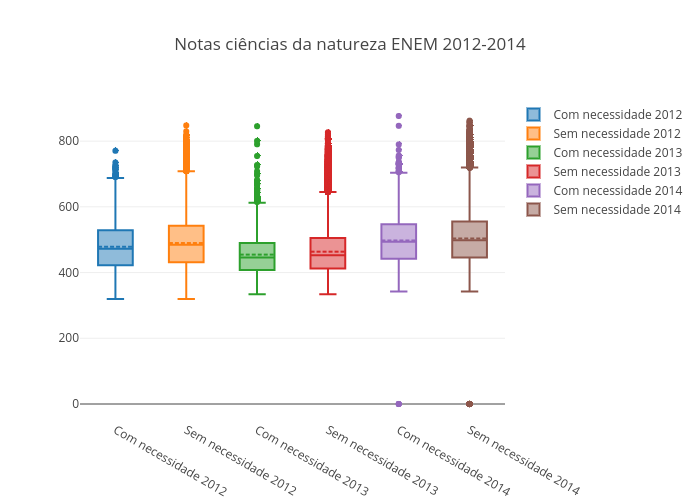 Notas ciências da natureza ENEM 2012-2014
800
600
400
200
0
Com necessidade 2012
Sem necessidade 2012
Com necessidade 2013
Sem necessidade 2013
Com necessidade 2014
Sem necessidade 2014
Com necessidade 2012
Sem necessidade 2012
Com necessidade 2013
Sem necessidade 2013
Com necessidade 2014
Sem necessidade 2014